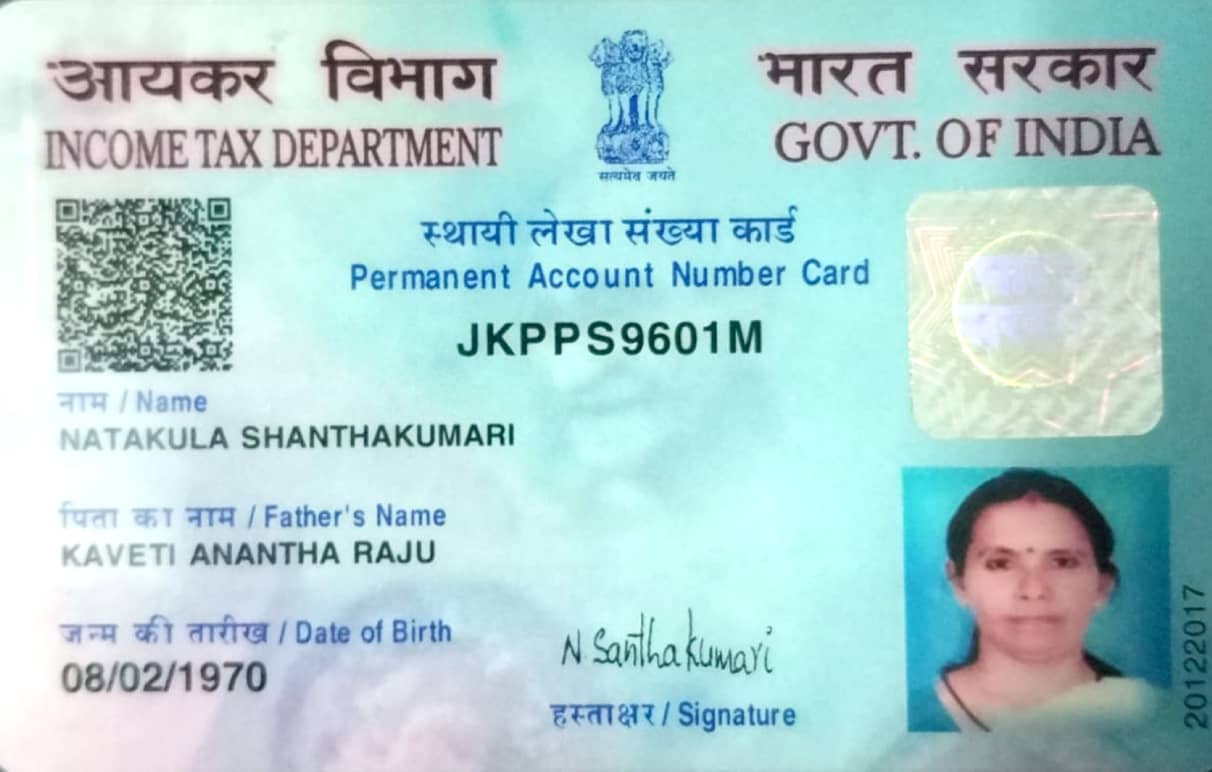 आयकर विभाग
INCOME TAX DEPARTMENT
सत्यमेव जयते
भारत सरकार
GOVT. OF INDIA
स्थायी लेखा संख्या कार्ड
Permanent Account Number Card
JKPPS9601M
नाम / Name
NATAKULA SHANTHAKUMARI
पिता का नाम / Father's Name
KAVETI ANANTHA RAJU
जन्म की तारीख / Date of Birth
08/02/1970
N Santhakumari
हस्ताक्षर / Signature
20122017